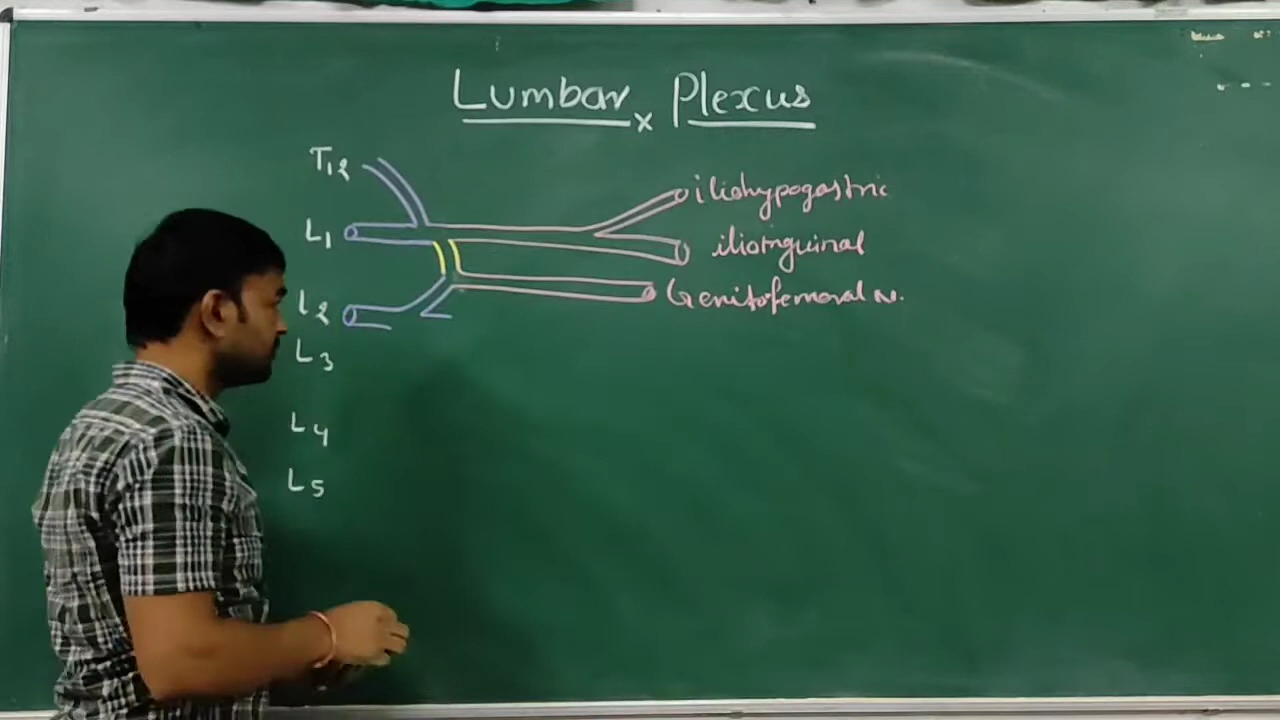 Lumbar x Plexus
T12
iliohypogastric
L1
ilioinguinal
L2
Genitofemoral n.
L3
L4
L5